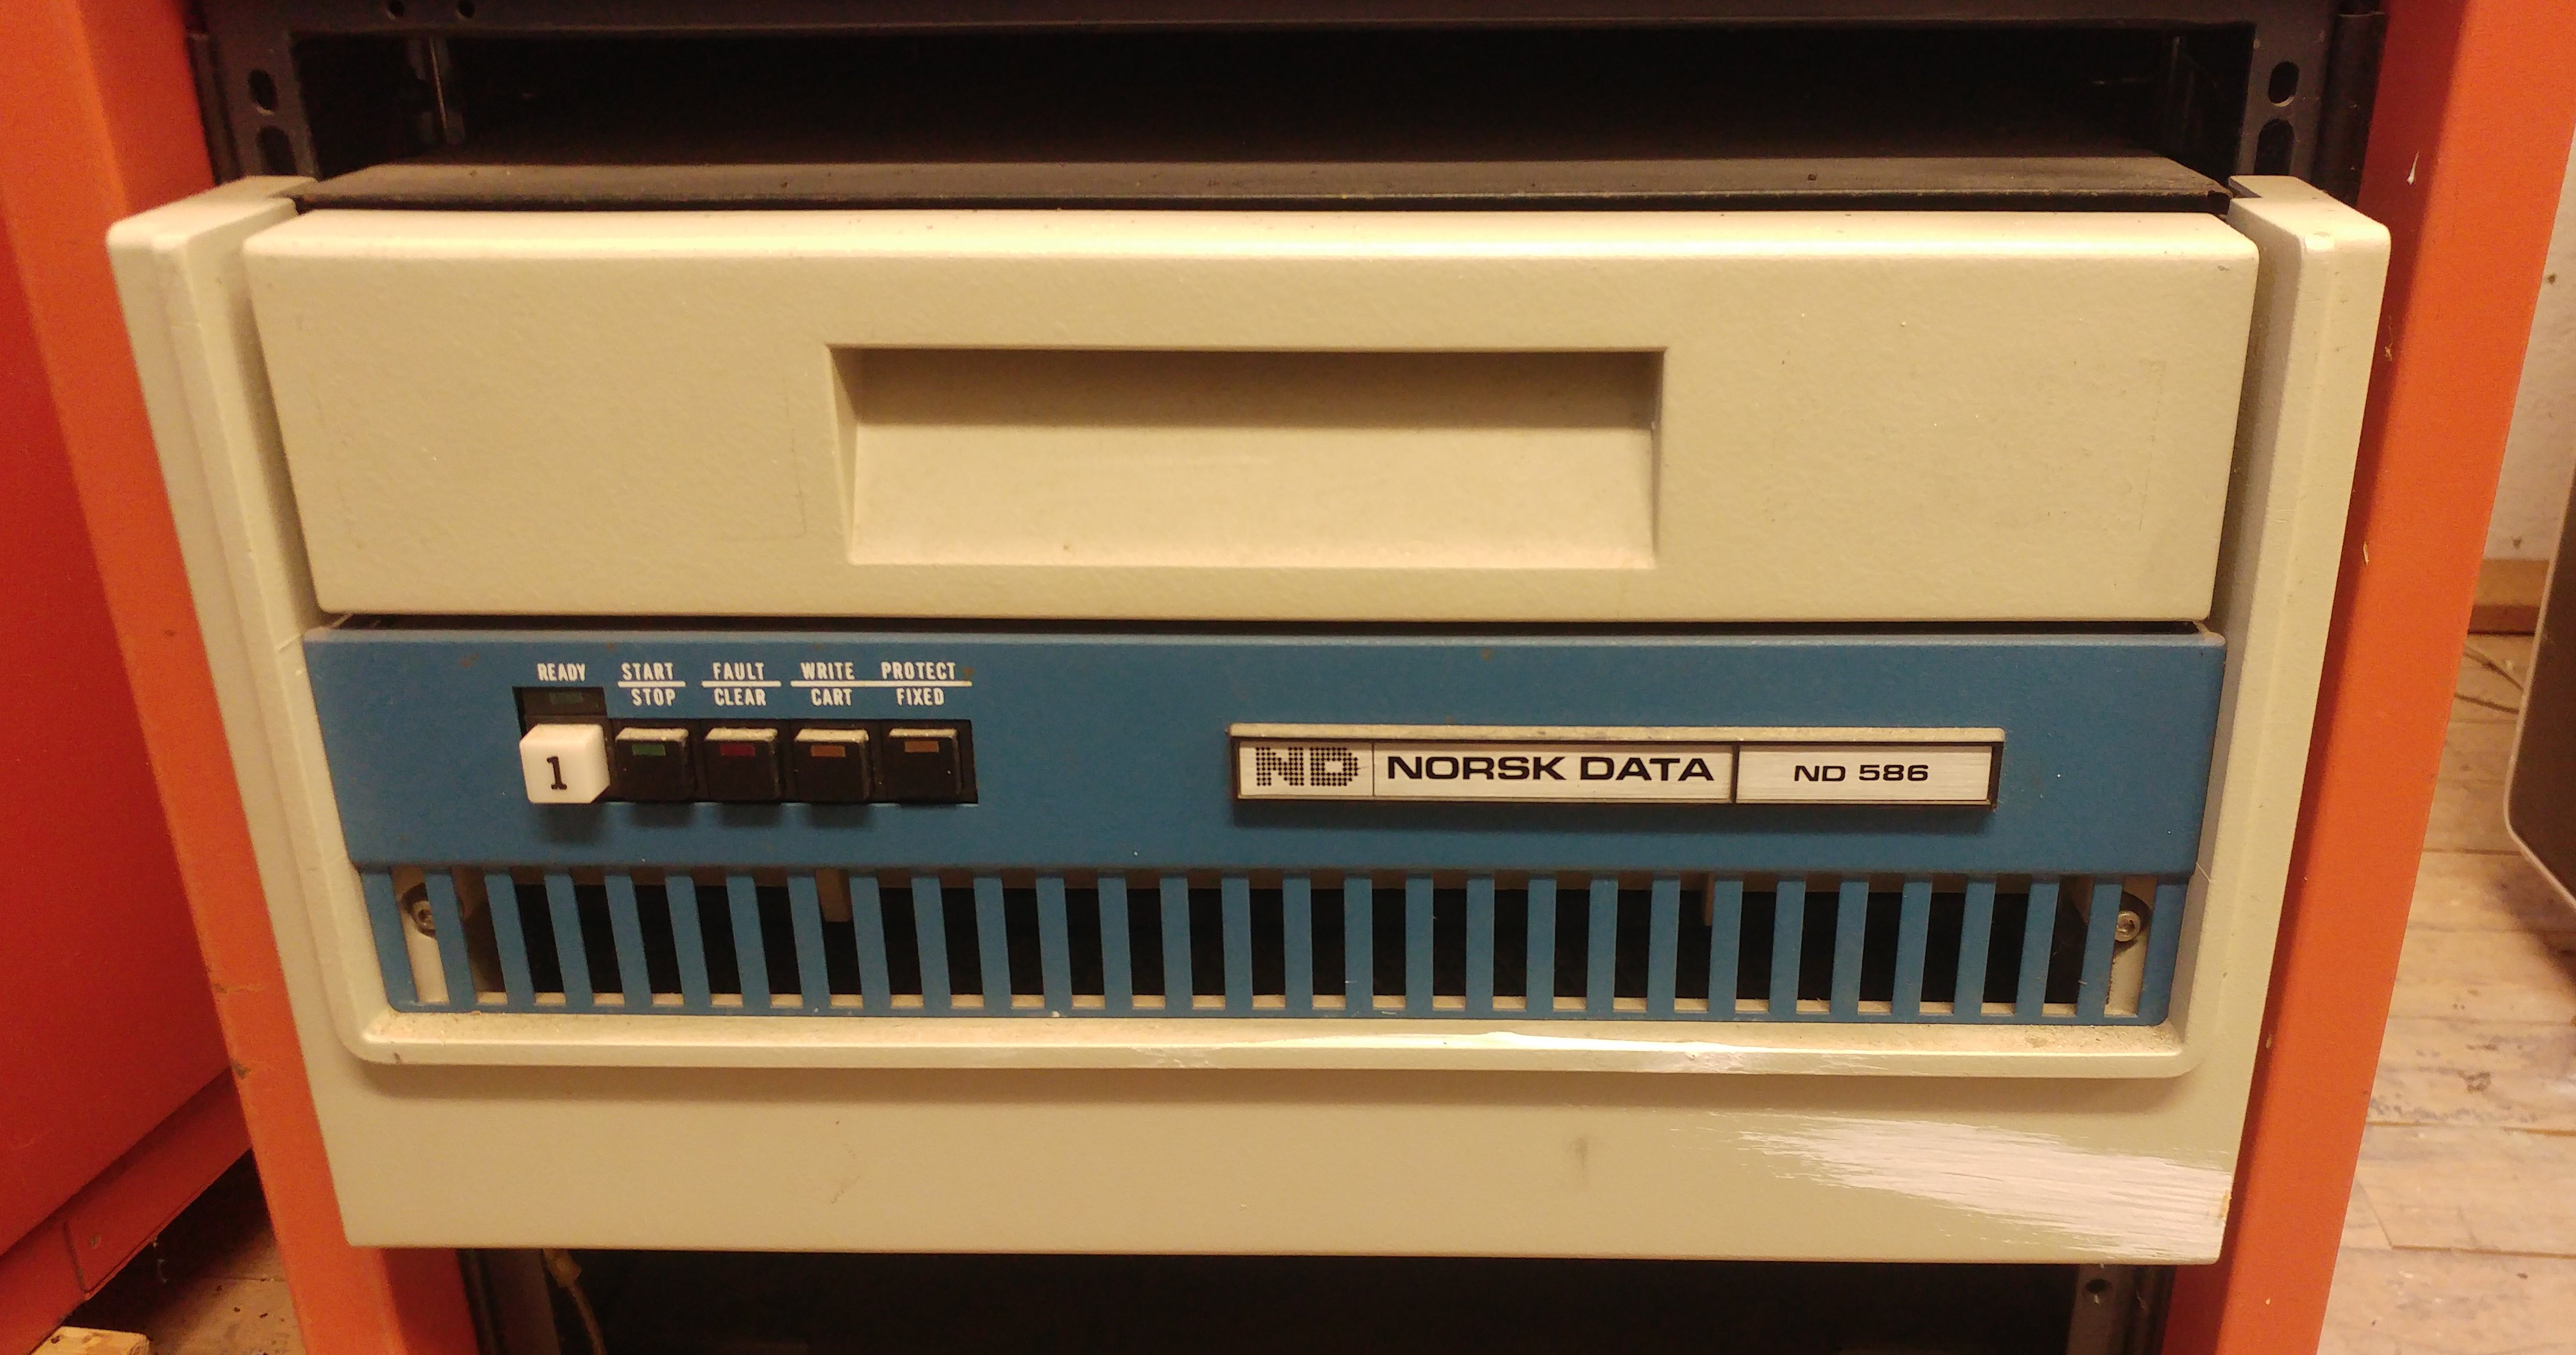 READY START FAULT WRITE PROTECT
STOP CLEAR CART FIXED
1
ND NORSK DATA ND 586